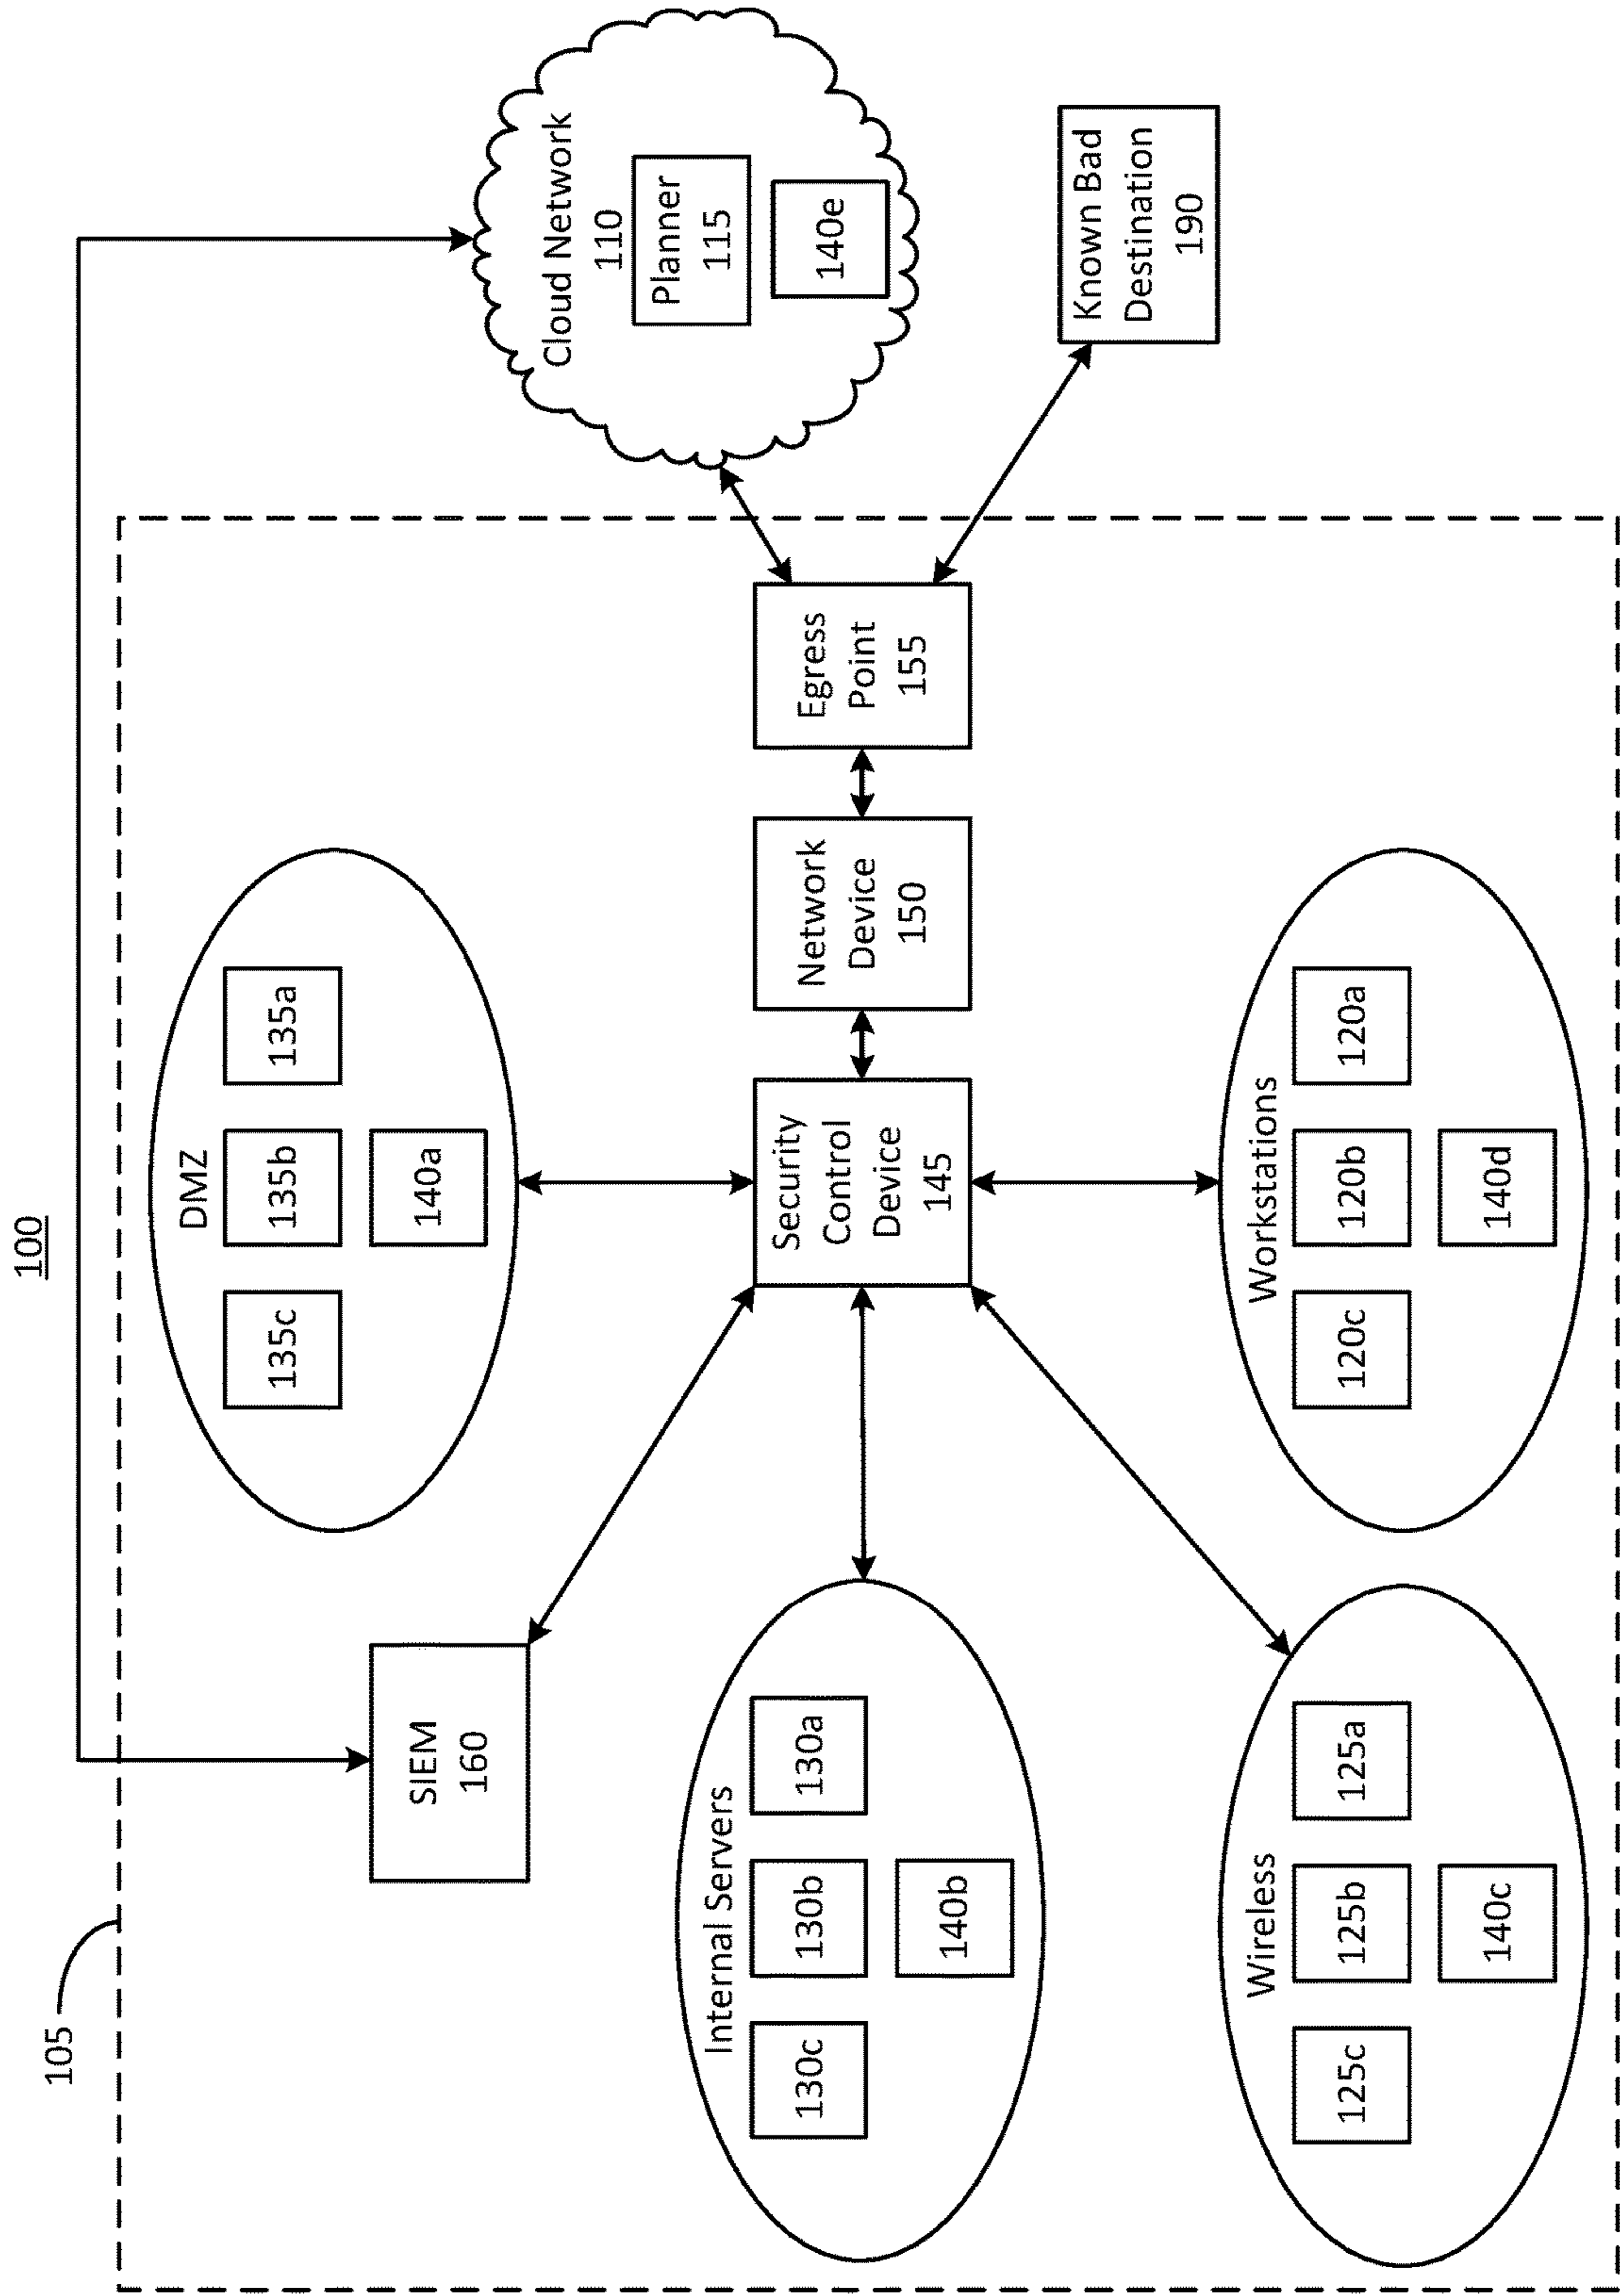 100
105
SIEM
160
DMZ
135c
135b
135a
140a
Cloud Network
110
Planner
115
140e
Internal Servers
130c
130b
130a
140b
Security
Control
Device
145
Network
Device
150
Egress
Point
155
Known Bad
Destination
190
Wireless
125c
125b
125a
140c
Workstations
120c
120b
120a
140d